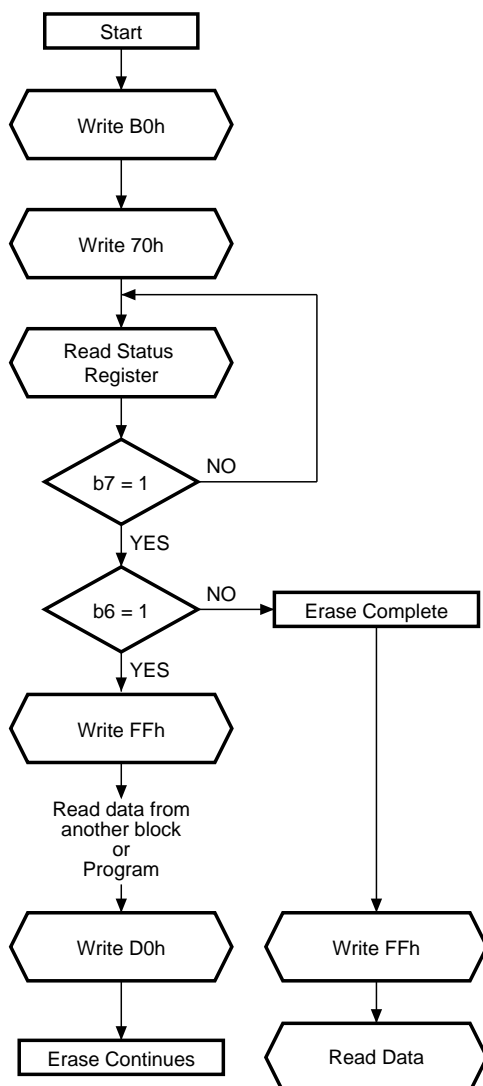 Start
Write B0h
Write 70h
Read Status
Register
b7 = 1
NO
YES
b6 = 1
NO
Erase Complete
YES
Write FFh
Read data from
another block
or
Program
Write D0h
Write FFh
Erase Continues
Read Data